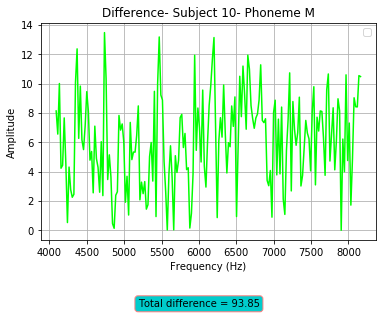 Difference- Subject 10- Phoneme M
14
12
10
8
6
4
2
0
Amplitude
4000 4500 5000 5500 6000 6500 7000 7500 8000
Frequency (Hz)
Total difference = 93.85